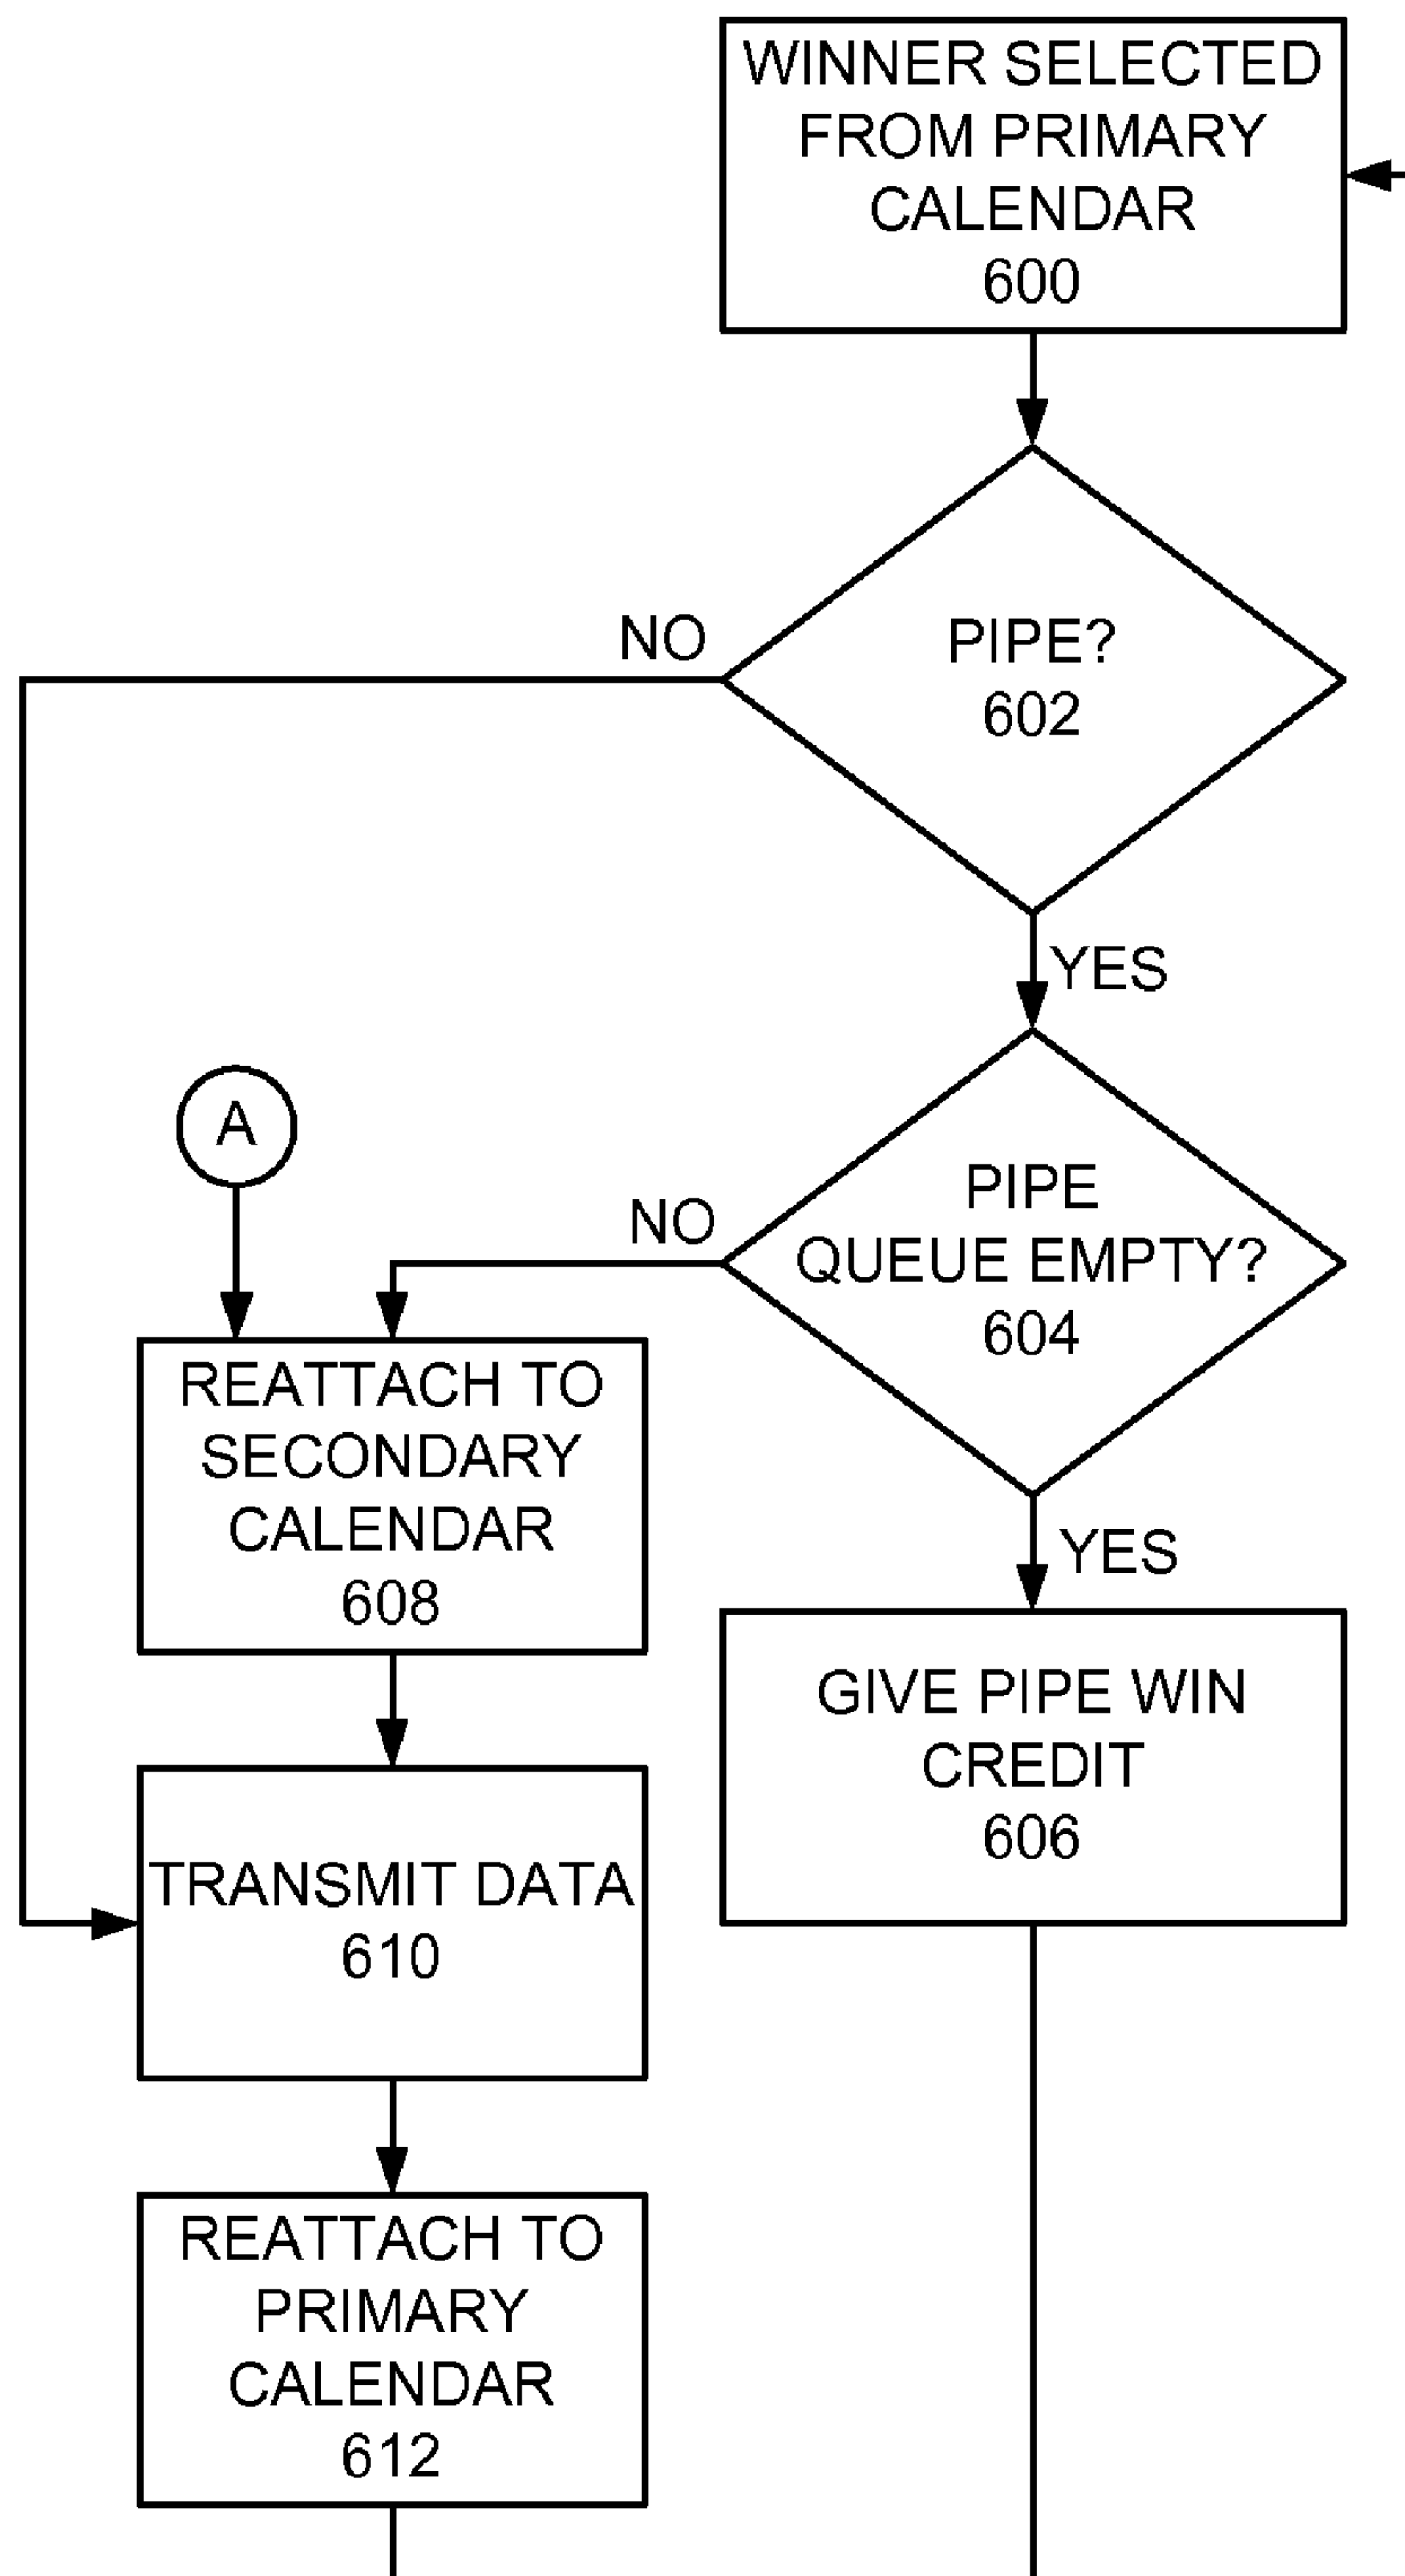 WINNER SELECTED
FROM PRIMARY
CALENDAR
600
NO
PIPE?
602
YES
A
NO
PIPE
QUEUE EMPTY?
604
REATTACH TO
SECONDARY
CALENDAR
608
YES
GIVE PIPE WIN
CREDIT
606
TRANSMIT DATA
610
REATTACH TO
PRIMARY
CALENDAR
612